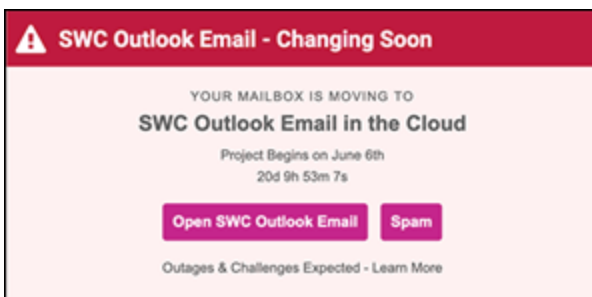 SWC Outlook Email - Changing Soon
YOUR MAILBOX IS MOVING TO
SWC Outlook Email in the Cloud
Project Begins on June 6th
20d 9h 53m 7s
Open SWC Outlook Email Spam
Outages & Challenges Expected - Learn More